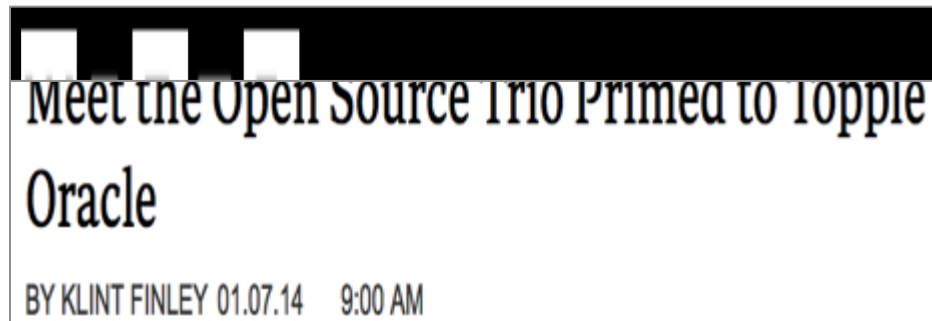 Meet the Open Source Trio Primed to Topple
Oracle
BY KLINT FINLEY 01.07.14 9:00 AM